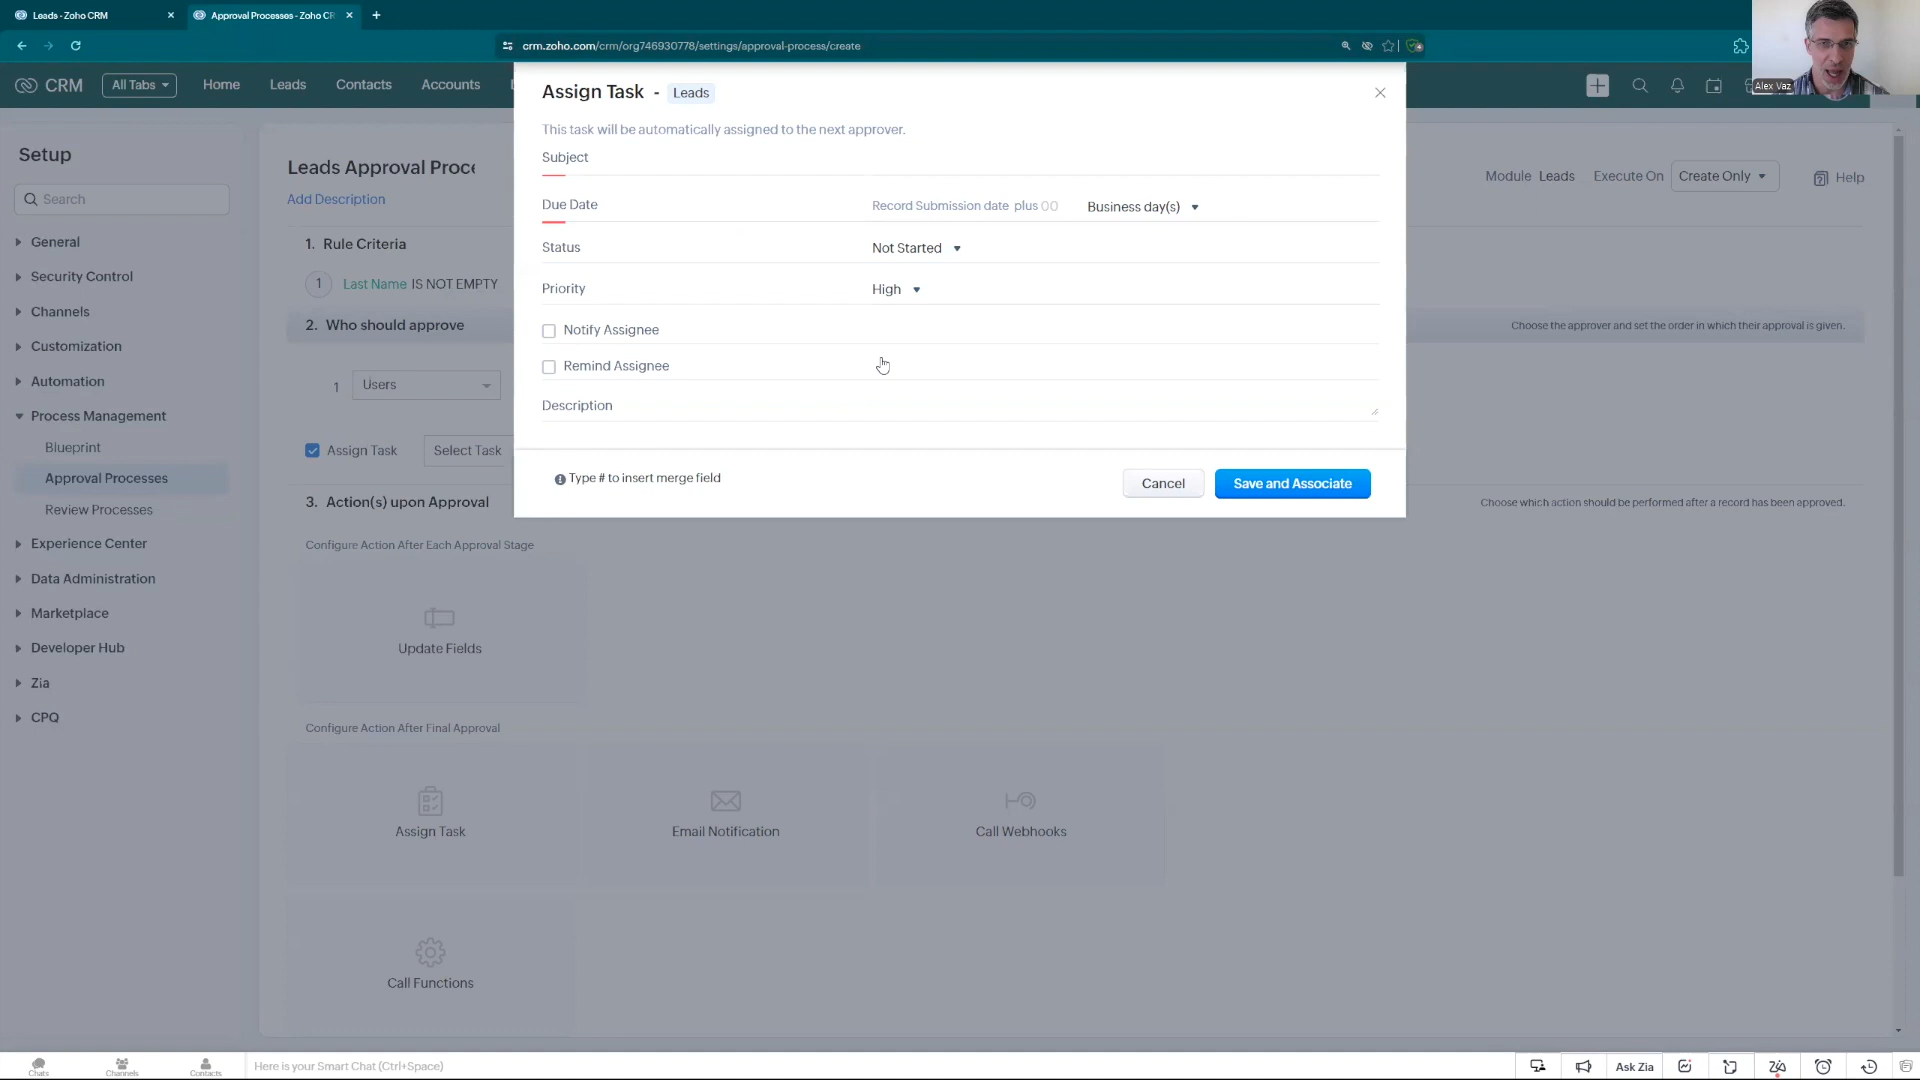 Leads - Zoho CRM
Approval Processes - Zoho CR
crm.zoho.com/crm/org746930778/settings/approval-process/create
CRM
All Tabs
Home
Leads
Contacts
Accounts
Alex Vaz
Setup
Search
General
Security Control
Channels
Customization
Automation
Process Management
Blueprint
Approval Processes
Review Processes
Experience Center
Data Administration
Marketplace
Developer Hub
Zia
CPQ
Leads Approval Proce
Add Description
Module Leads Execute On Create Only
Help
1. Rule Criteria
1 Last Name IS NOT EMPTY
2. Who should approve
Choose the approver and set the order in which their approval is given.
1 Users
Assign Task
Select Task
3. Action(s) upon Approval
Choose which action should be performed after a record has been approved.
Configure Action After Each Approval Stage
Update Fields
Configure Action After Final Approval
Assign Task
Email Notification
Call Webhooks
Call Functions
Assign Task - Leads
This task will be automatically assigned to the next approver.
Subject
Due Date
Record Submission date plus 00
Business day(s)
Status
Not Started
Priority
High
Notify Assignee
Remind Assignee
Description
Type # to insert merge field
Cancel
Save and Associate
Chats
Channels
Contacts
Here is your Smart Chat (Ctrl+Space)
Ask Zia